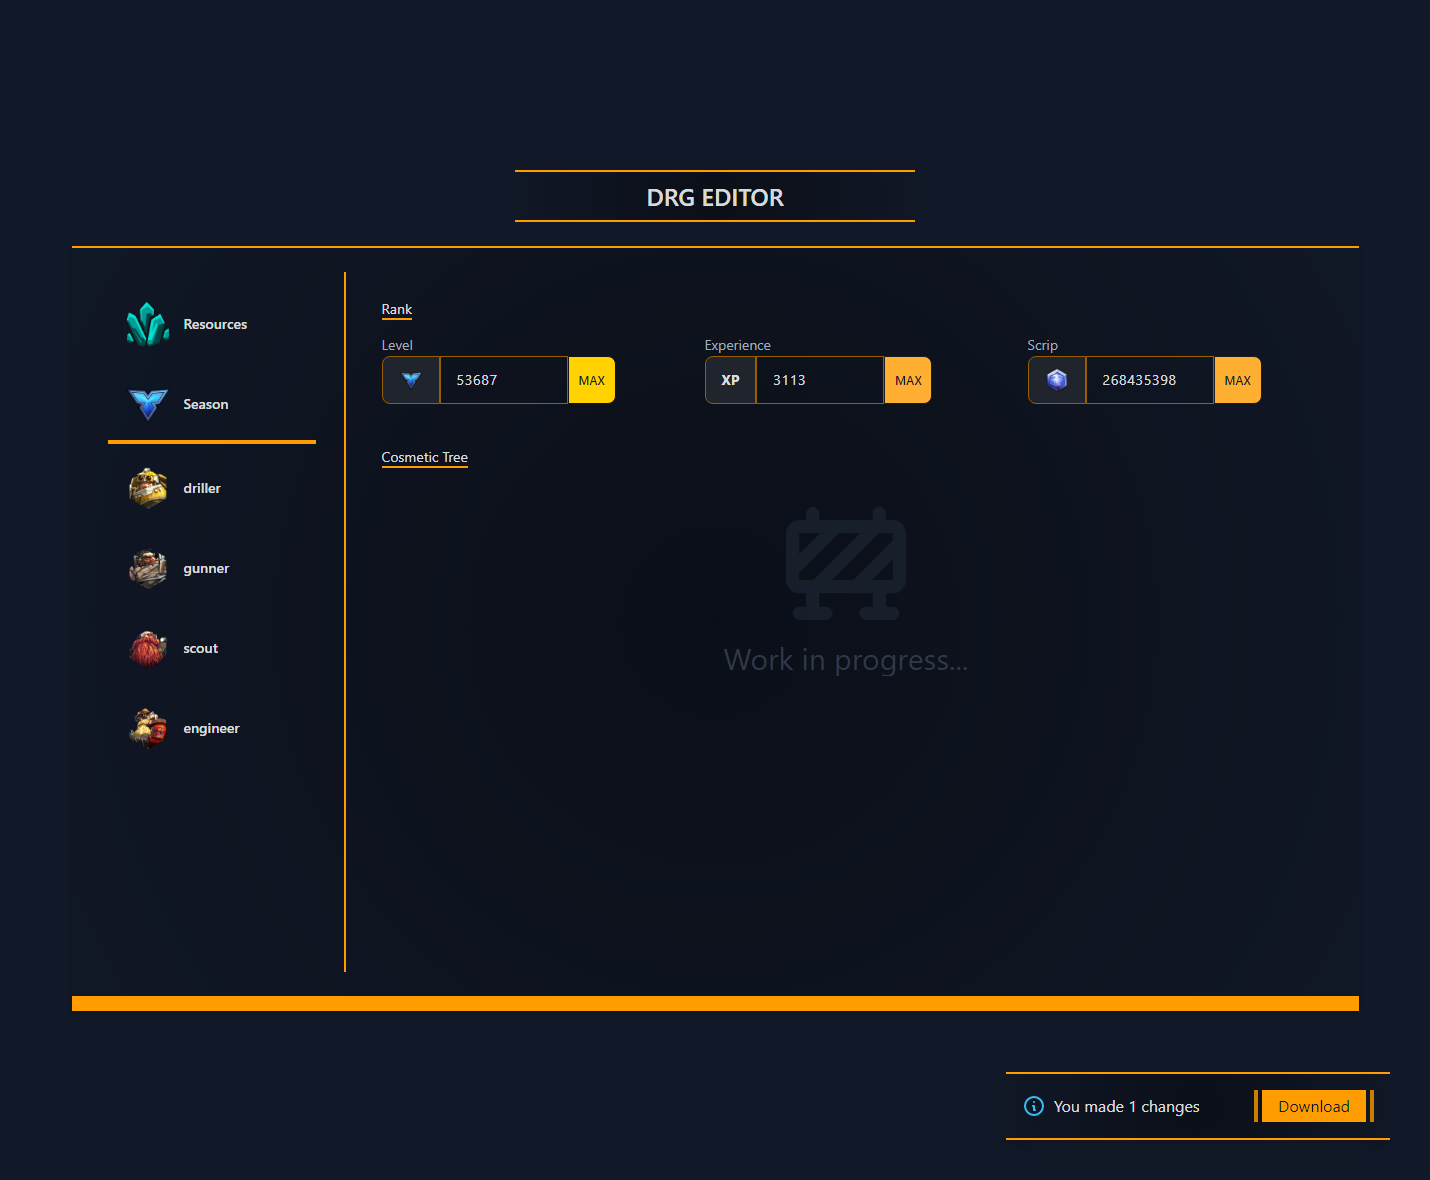 DRG EDITOR
Resources
Season
driller
gunner
scout
engineer
Rank
Level
53687
MAX
Experience
XP
3113
MAX
Scrip
268435398
MAX
Cosmetic Tree
Work in progress...
You made 1 changes
Download